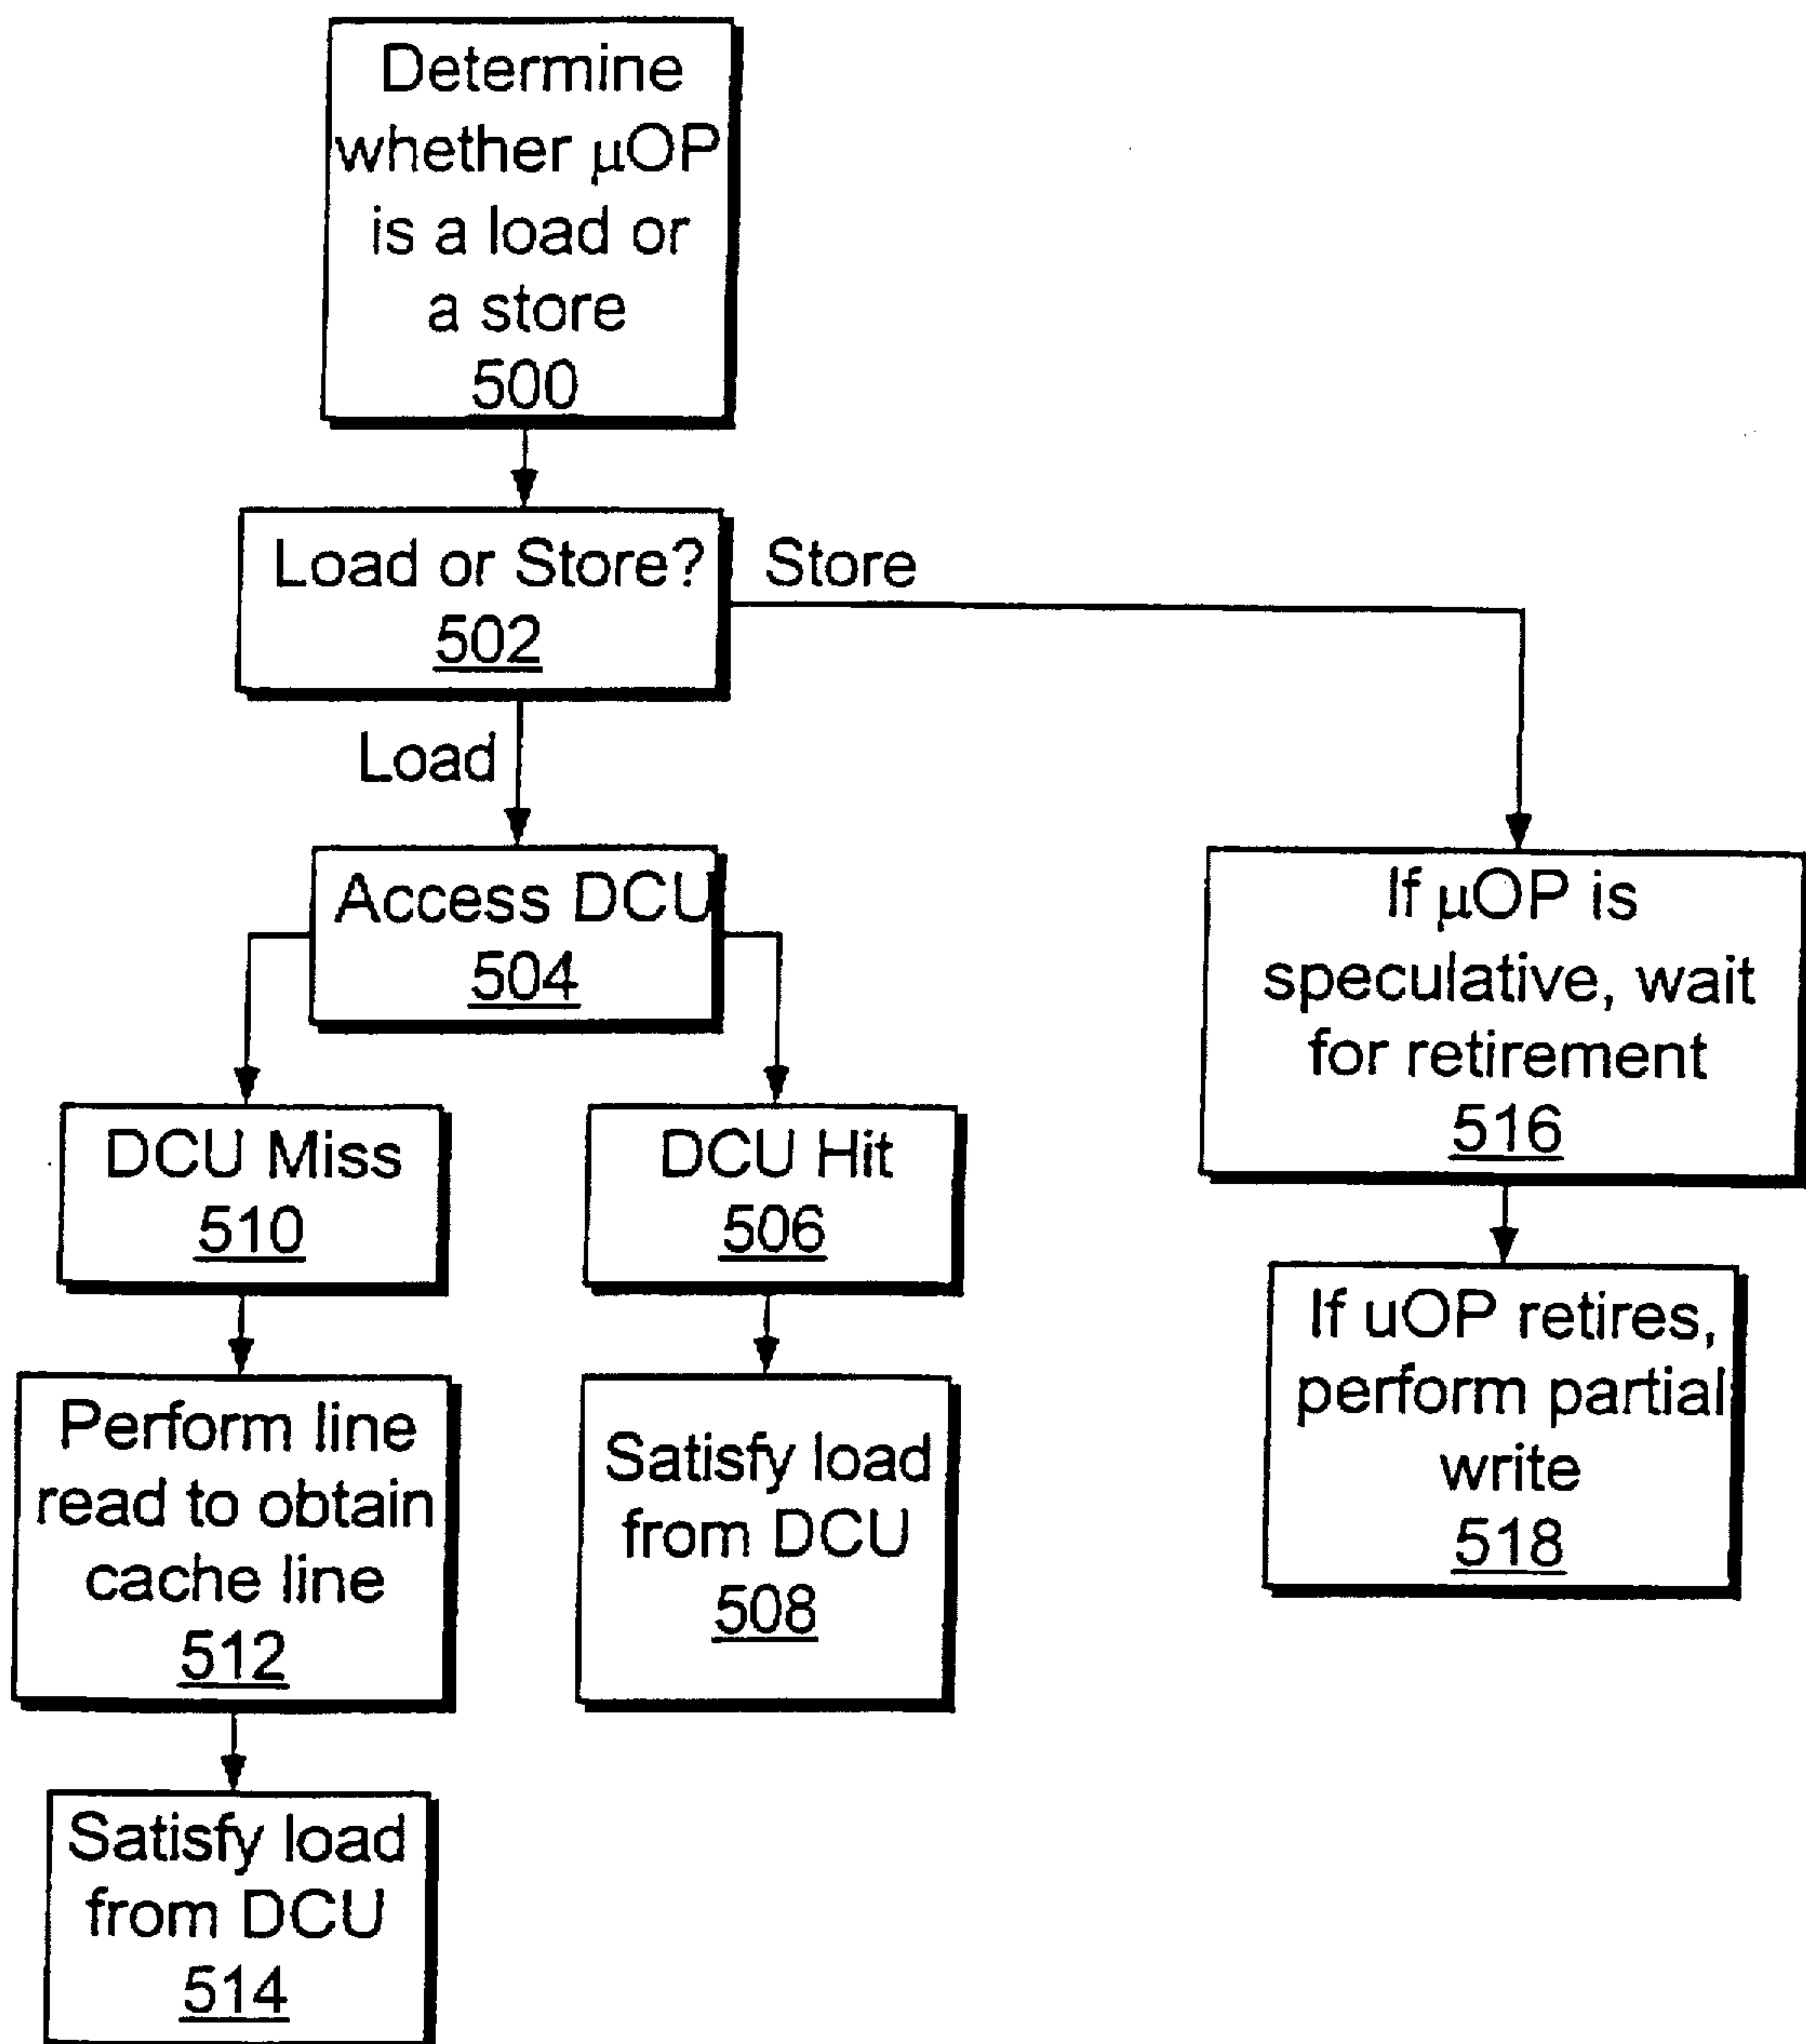 Determine
whether μOP
is a load or
a store
500
Load or Store?
502
Store
Load
Access DCU
504
DCU Miss
510
DCU Hit
506
If μOP is
speculative, wait
for retirement
516
Perform line
read to obtain
cache line
512
Satisfy load
from DCU
508
If uOP retires,
perform partial
write
518
Satisfy load
from DCU
514